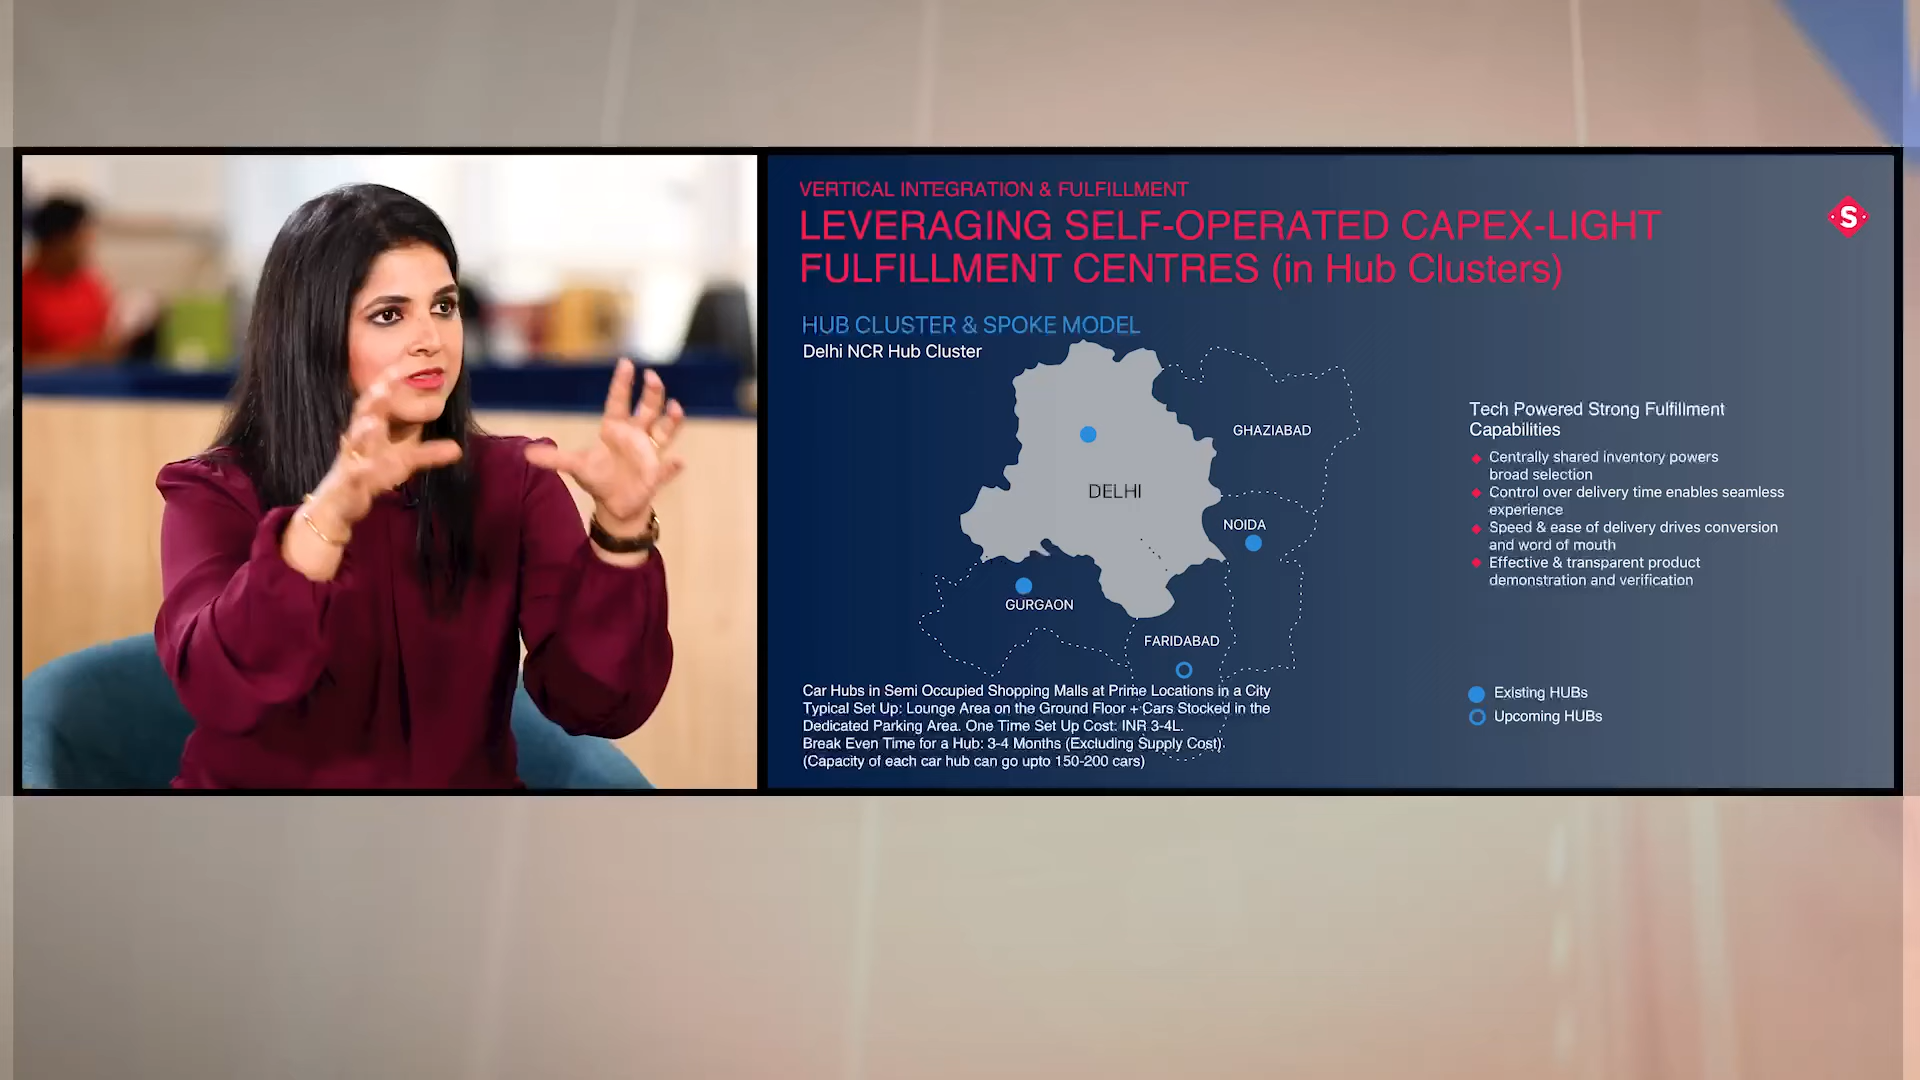 VERTICAL INTEGRATION & FULFILLMENT
LEVERAGING SELF-OPERATED CAPEX-LIGHT
FULFILLMENT CENTRES (in Hub Clusters)
S
HUB CLUSTER & SPOKE MODEL
Delhi NCR Hub Cluster
GHAZIABAD
DELHI
NOIDA
GURGAON
FARIDABAD
Tech Powered Strong Fulfillment
Capabilities
Centrally shared inventory powers
broad selection
Control over delivery time enables seamless
experience
Speed & ease of delivery drives conversion
and word of mouth
Effective & transparent product
demonstration and verification
Car Hubs in Semi Occupied Shopping Malls at Prime Locations in a City
Typical Set Up: Lounge Area on the Ground Floor + Cars Stocked in the
Dedicated Parking Area. One Time Set Up Cost: INR 3-4L.
Break Even Time for a Hub: 3-4 Months (Excluding Supply Cost).
(Capacity of each car hub can go upto 150-200 cars)
Existing HUBs
Upcoming HUBs